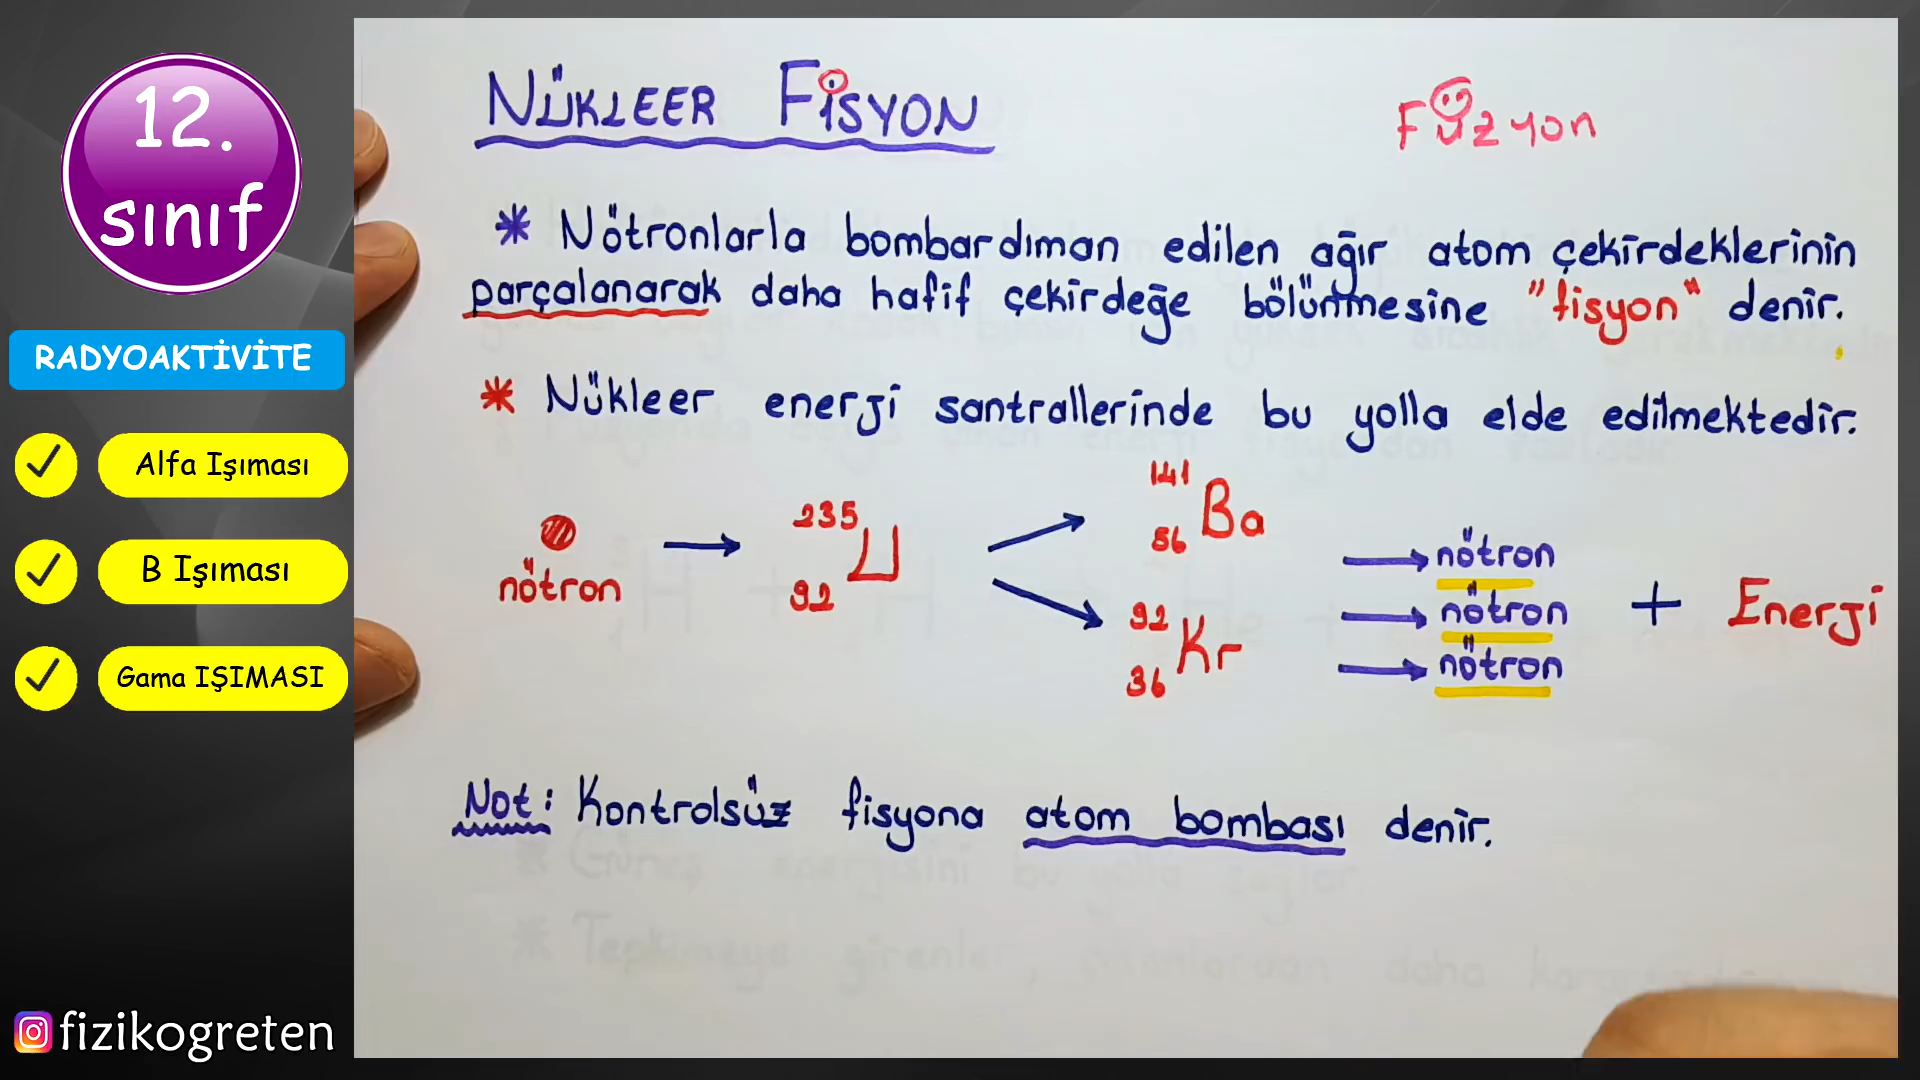 12.
sınıf
RADYOAKTİVİTE
Alfa Işıması
B Işıması
Gama IŞIMASI
fizikogreten
NÜKLEER FİSYON
Füzyon
* Nötronlarla bombardıman edilen ağır atom çekirdeklerinin
parçalanarak daha hafif çekirdeğe bölünmesine "fisyon" denir.
* Nükleer enerji santrallerinde bu yolla elde edilmektedir.
nötron
235
92 U
141
56 Ba
92
36 Kr
nötron
nötron
nötron
+ Enerji
Not: Kontrolsüz fisyona atom bombası denir.